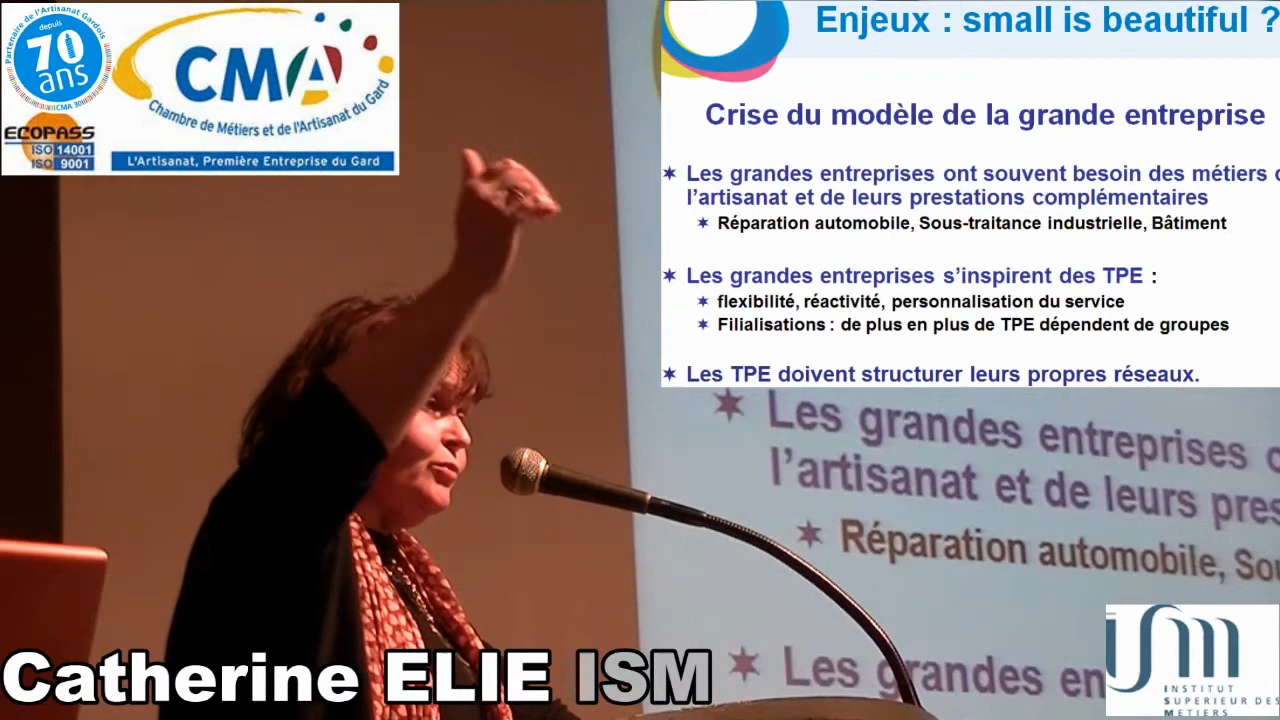 Partenaire de l'Artisanat Gardois
depuis
70
ans
CMA 30
ECOPASS
ISO 14001
ISO 9001
CMA
Chambre de Métiers et de l'Artisanat du Gard
L'Artisanat, Première Entreprise du Gard
Enjeux : small is beautiful ?
Crise du modèle de la grande entreprise
Les grandes entreprises ont souvent besoin des métiers d
l'artisanat et de leurs prestations complémentaires
Réparation automobile, Sous-traitance industrielle, Bâtiment
Les grandes entreprises s'inspirent des TPE :
flexibilité, réactivité, personnalisation du service
Filialisations : de plus en plus de TPE dépendent de groupes
Les TPE doivent structurer leurs propres réseaux.
Les grandes entreprises
l'artisanat et de leurs pres
Réparation automobile, Sou
Les grandes en
Catherine ELIE ISM
ism
INSTITUT
SUPERIEUR DES
METIERS